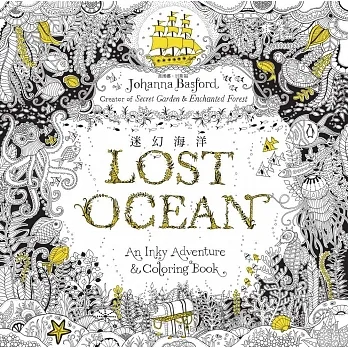 Johanna Basford
Creator of Secret Garden & Enchanted Forest
迷幻海洋
LOST
OCEAN
An Inky Adventure
& Coloring Book